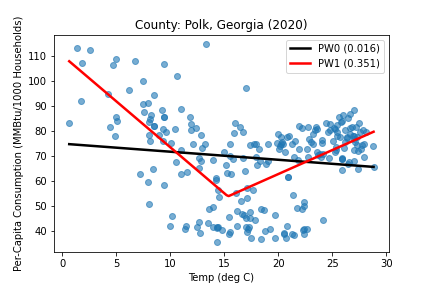 County: Polk, Georgia (2020)
PW0 (0.016)
PW1 (0.351)
Per-Capita Consumption (MMBtu/1000 Households)
110
100
90
80
70
60
50
40
0 5 10 15 20 25 30
Temp (deg C)